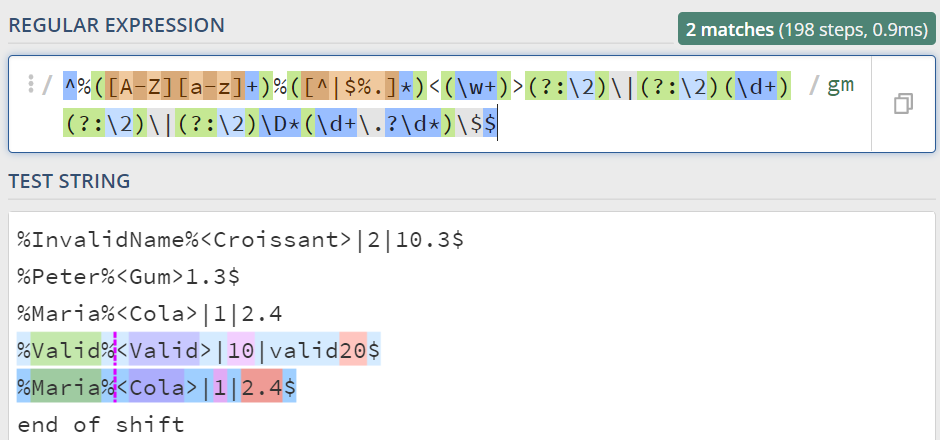 REGULAR EXPRESSION
2 matches (198 steps, 0.9ms)
/ ^%([A-Z][a-z]+)%([^|$%.]*)<(\w+)>(?:\2)\|(?:\2)(\d+) / gm
(?:\2)\|(?:\2)\D*(\d+\.?\d*)\$$
TEST STRING
%InvalidName%<Croissant>|2|10.3$
%Peter%<Gum>1.3$
%Maria%<Cola>|1|2.4
%Valid%<Valid>|10|valid20$
%Maria%<Cola>|1|2.4$
end of shift